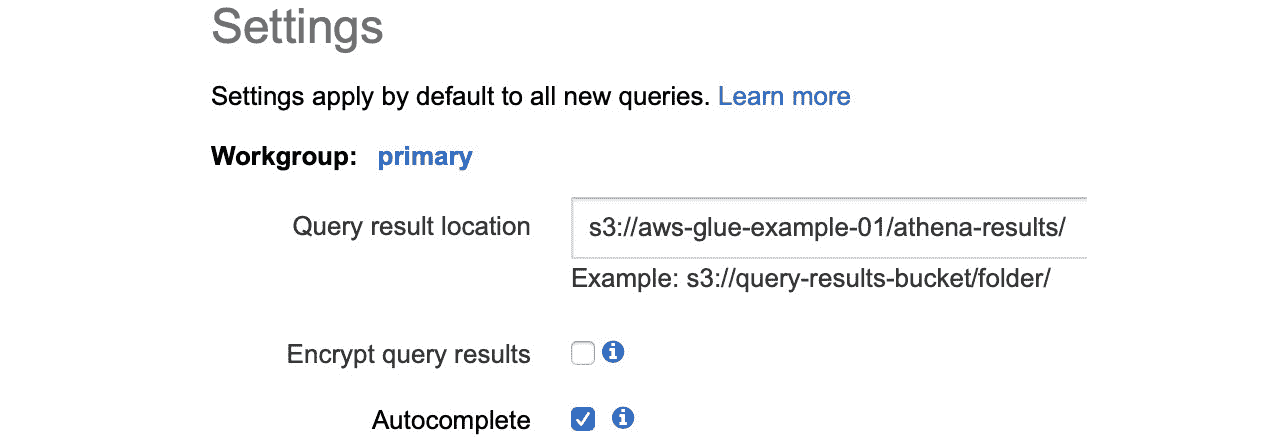 Settings
Settings apply by default to all new queries. Learn more
Workgroup: primary
Query result location s3://aws-glue-example-01/athena-results/
Example: s3://query-results-bucket/folder/
Encrypt query results
Autocomplete